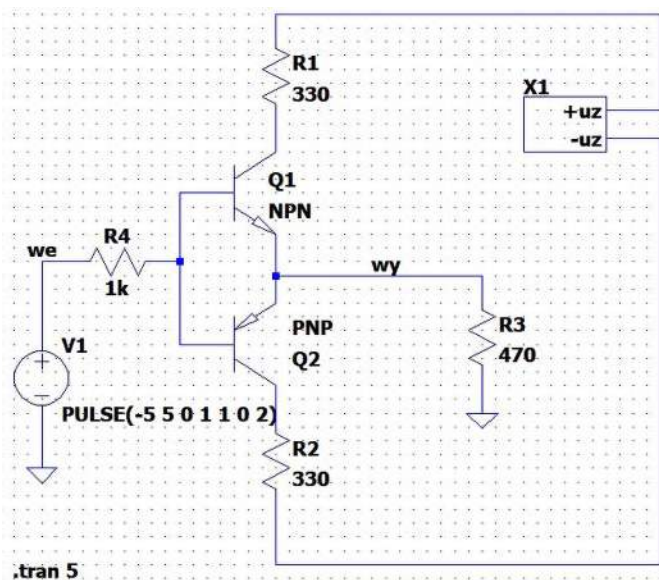 R1
330
X1
+uz
-uz
Q1
NPN
we
R4
1k
wy
R3
470
PNP
Q2
V1
PULSE(-5 5 0 1 1 0 2)
R2
330
.tran 5